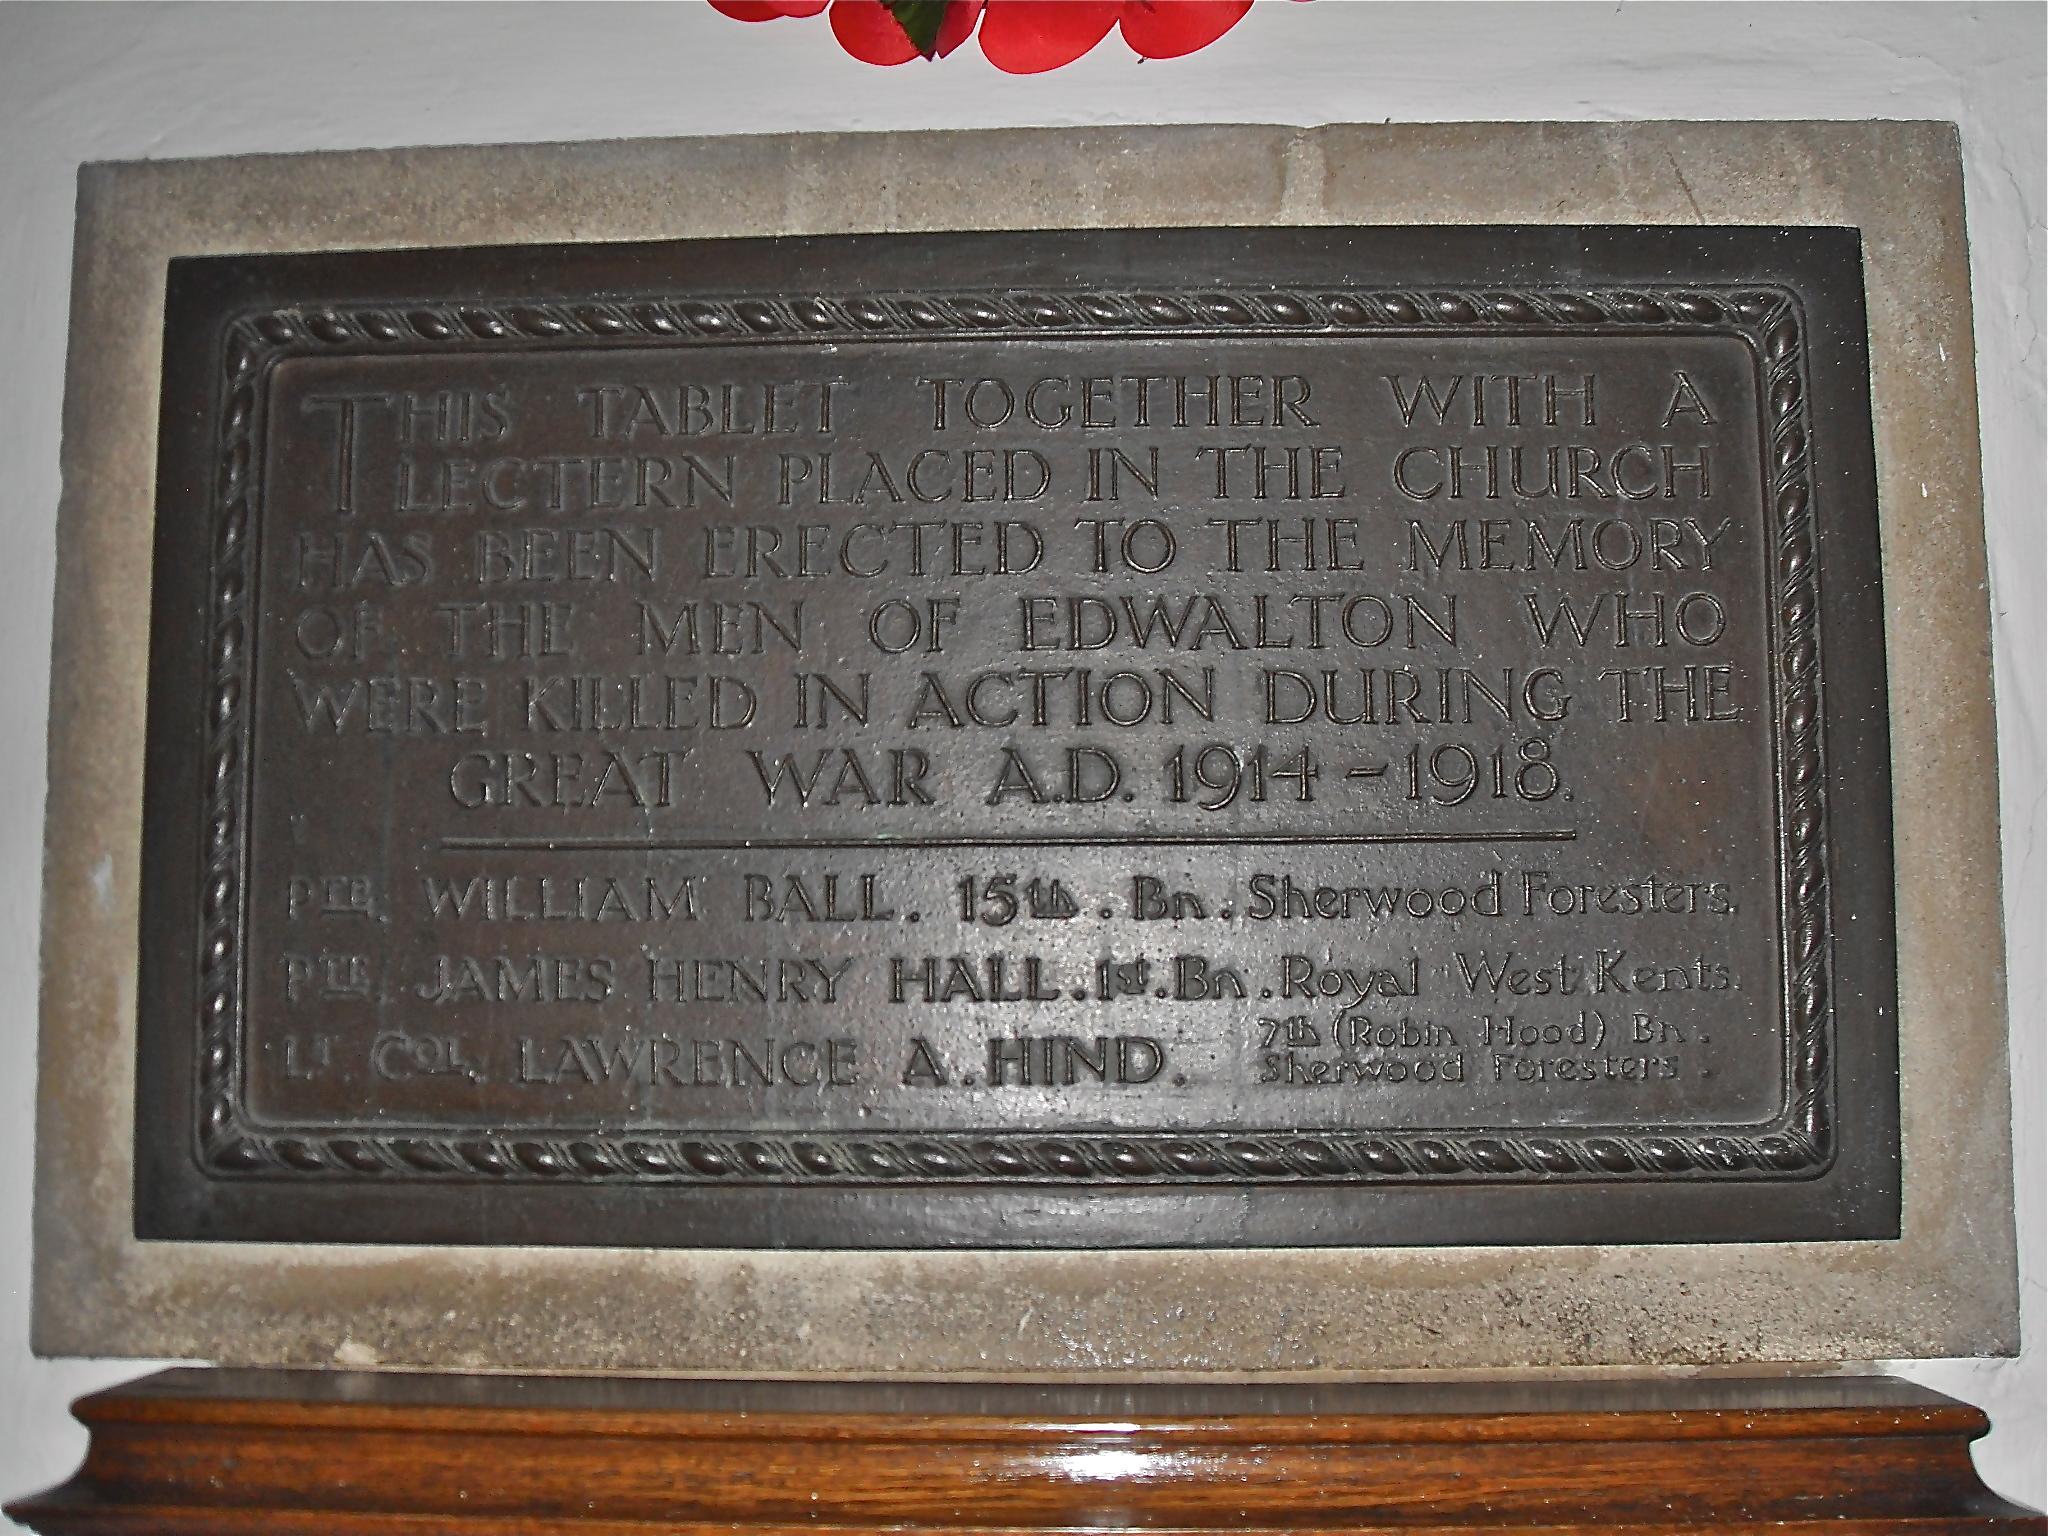 THIS TABLET TOGETHER WITH A
LECTERN PLACED IN THE CHURCH
HAS BEEN ERECTED TO THE MEMORY
OF THE MEN OF EDWALTON WHO
WERE KILLED IN ACTION DURING THE
GREAT WAR A.D. 1914-1918.
PTE. WILLIAM BALL. 15th. Bn. Sherwood Foresters.
PTE. JAMES HENRY HALL. 1st. Bn. Royal West Kents.
LT. COL. LAWRENCE A. HIND. 7th (Robin Hood) Bn.
Sherwood Foresters.